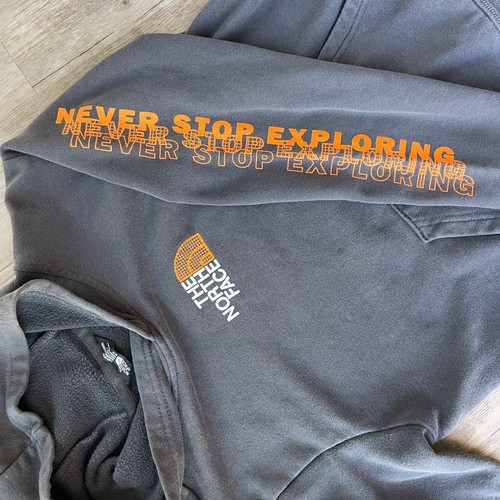 NEVER STOP EXPLORING
NEVER STOP EXPLORING
NEVER STOP EXPLORING
THE
NORTH
FACE